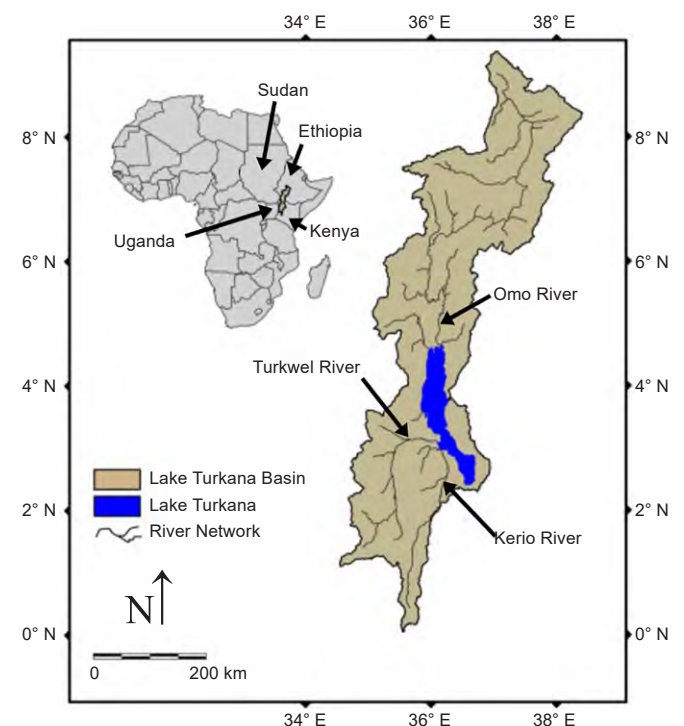 34° E 36° E 38° E
Sudan
Ethiopia
8° N 8° N
Uganda
Kenya
6° N 6° N
Omo River
Turkwel River
4° N 4° N
Lake Turkana Basin
Lake Turkana
River Network
2° N 2° N
Kerio River
N
0° N 0° N
0 200 km
34° E 36° E 38° E